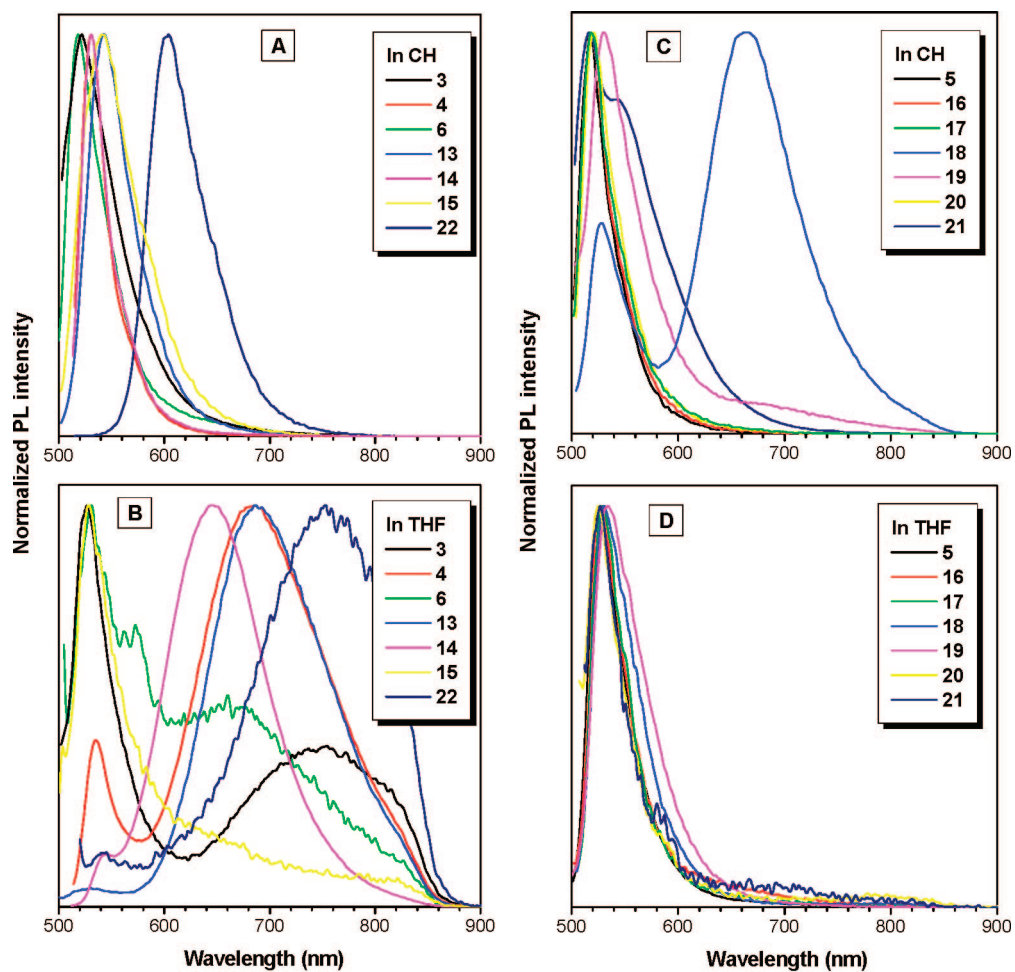 A
In CH
3
4
6
13
14
15
22
500 600 700 800 900
C
In CH
5
16
17
18
19
20
21
500 600 700 800 900
B
In THF
3
4
6
13
14
15
22
500 600 700 800 900
D
In THF
5
16
17
18
19
20
21
500 600 700 800 900
Normalized PL intensity
Normalized PL intensity
Wavelength (nm)
Wavelength (nm)